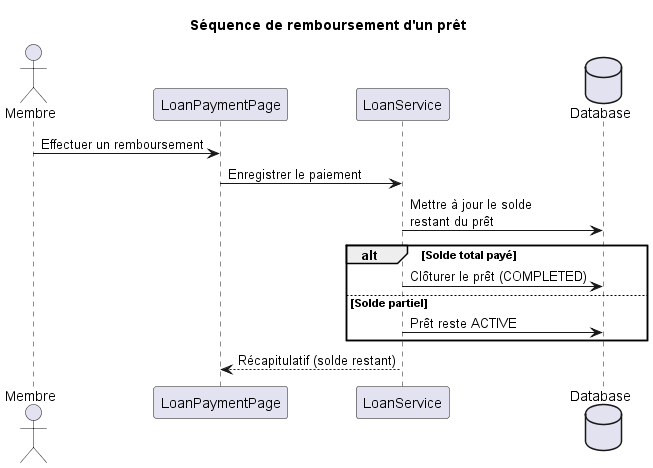 Séquence de remboursement d'un prêt
Membre
LoanPaymentPage
LoanService
Database
Effectuer un remboursement
Enregistrer le paiement
Mettre à jour le solde
restant du prêt
alt
[Solde total payé]
Clôturer le prêt (COMPLETED)
[Solde partiel]
Prêt reste ACTIVE
Récapitulatif (solde restant)
Membre
LoanPaymentPage
LoanService
Database